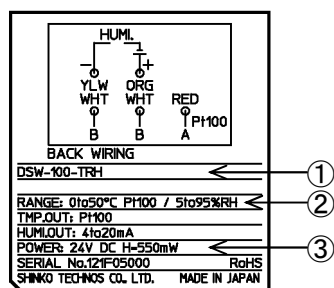 HUMI.
− +
YLW ORG
WHT WHT RED
Pt100
B B A
BACK WIRING
DSW-100-TRH ①
RANGE: 0to50°C Pt100 / 5to95%RH ②
TMP.OUT: Pt100
HUMI.OUT: 4to20mA
POWER: 24V DC H=550mW ③
SERIAL No.121F05000 RoHS
SHINKO TECHNOS CO., LTD. MADE IN JAPAN